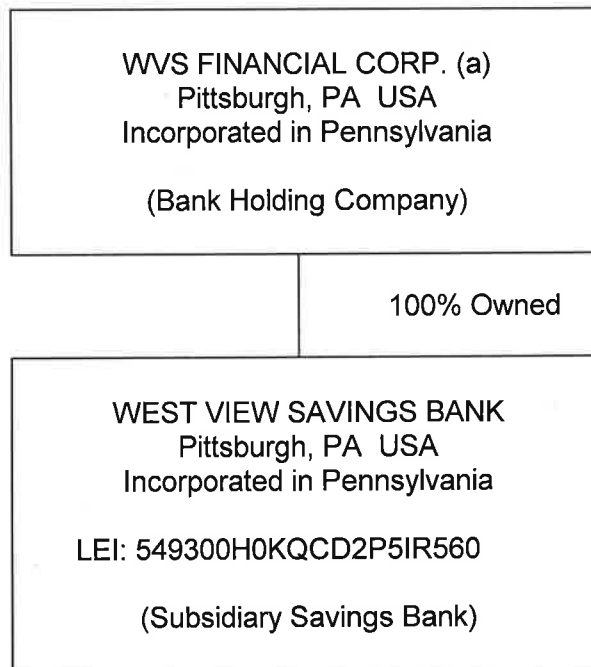 WVS FINANCIAL CORP. (a)
Pittsburgh, PA USA
Incorporated in Pennsylvania
(Bank Holding Company)
100% Owned
WEST VIEW SAVINGS BANK
Pittsburgh, PA USA
Incorporated in Pennsylvania
LEI: 549300H0KQCD2P5IR560
(Subsidiary Savings Bank)